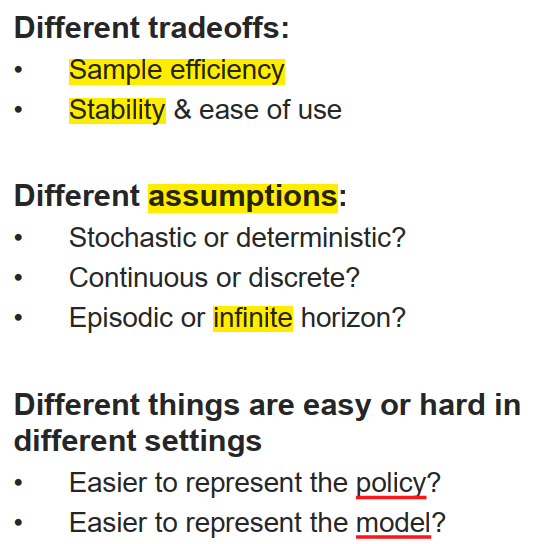 Different tradeoffs:
• Sample efficiency
• Stability & ease of use
Different assumptions:
• Stochastic or deterministic?
• Continuous or discrete?
• Episodic or infinite horizon?
Different things are easy or hard in
different settings
• Easier to represent the policy?
• Easier to represent the model?